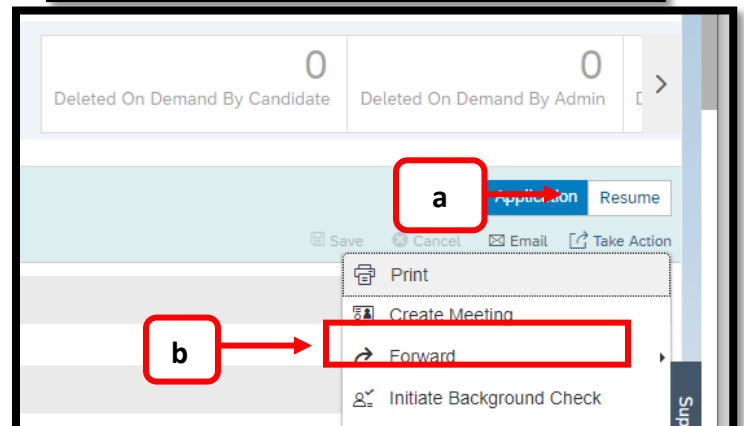 0 0
Deleted On Demand By Candidate Deleted On Demand By Admin
a Application Resume
Save Cancel Email Take Action
Print
Create Meeting
b Forward
Initiate Background Check
Sup